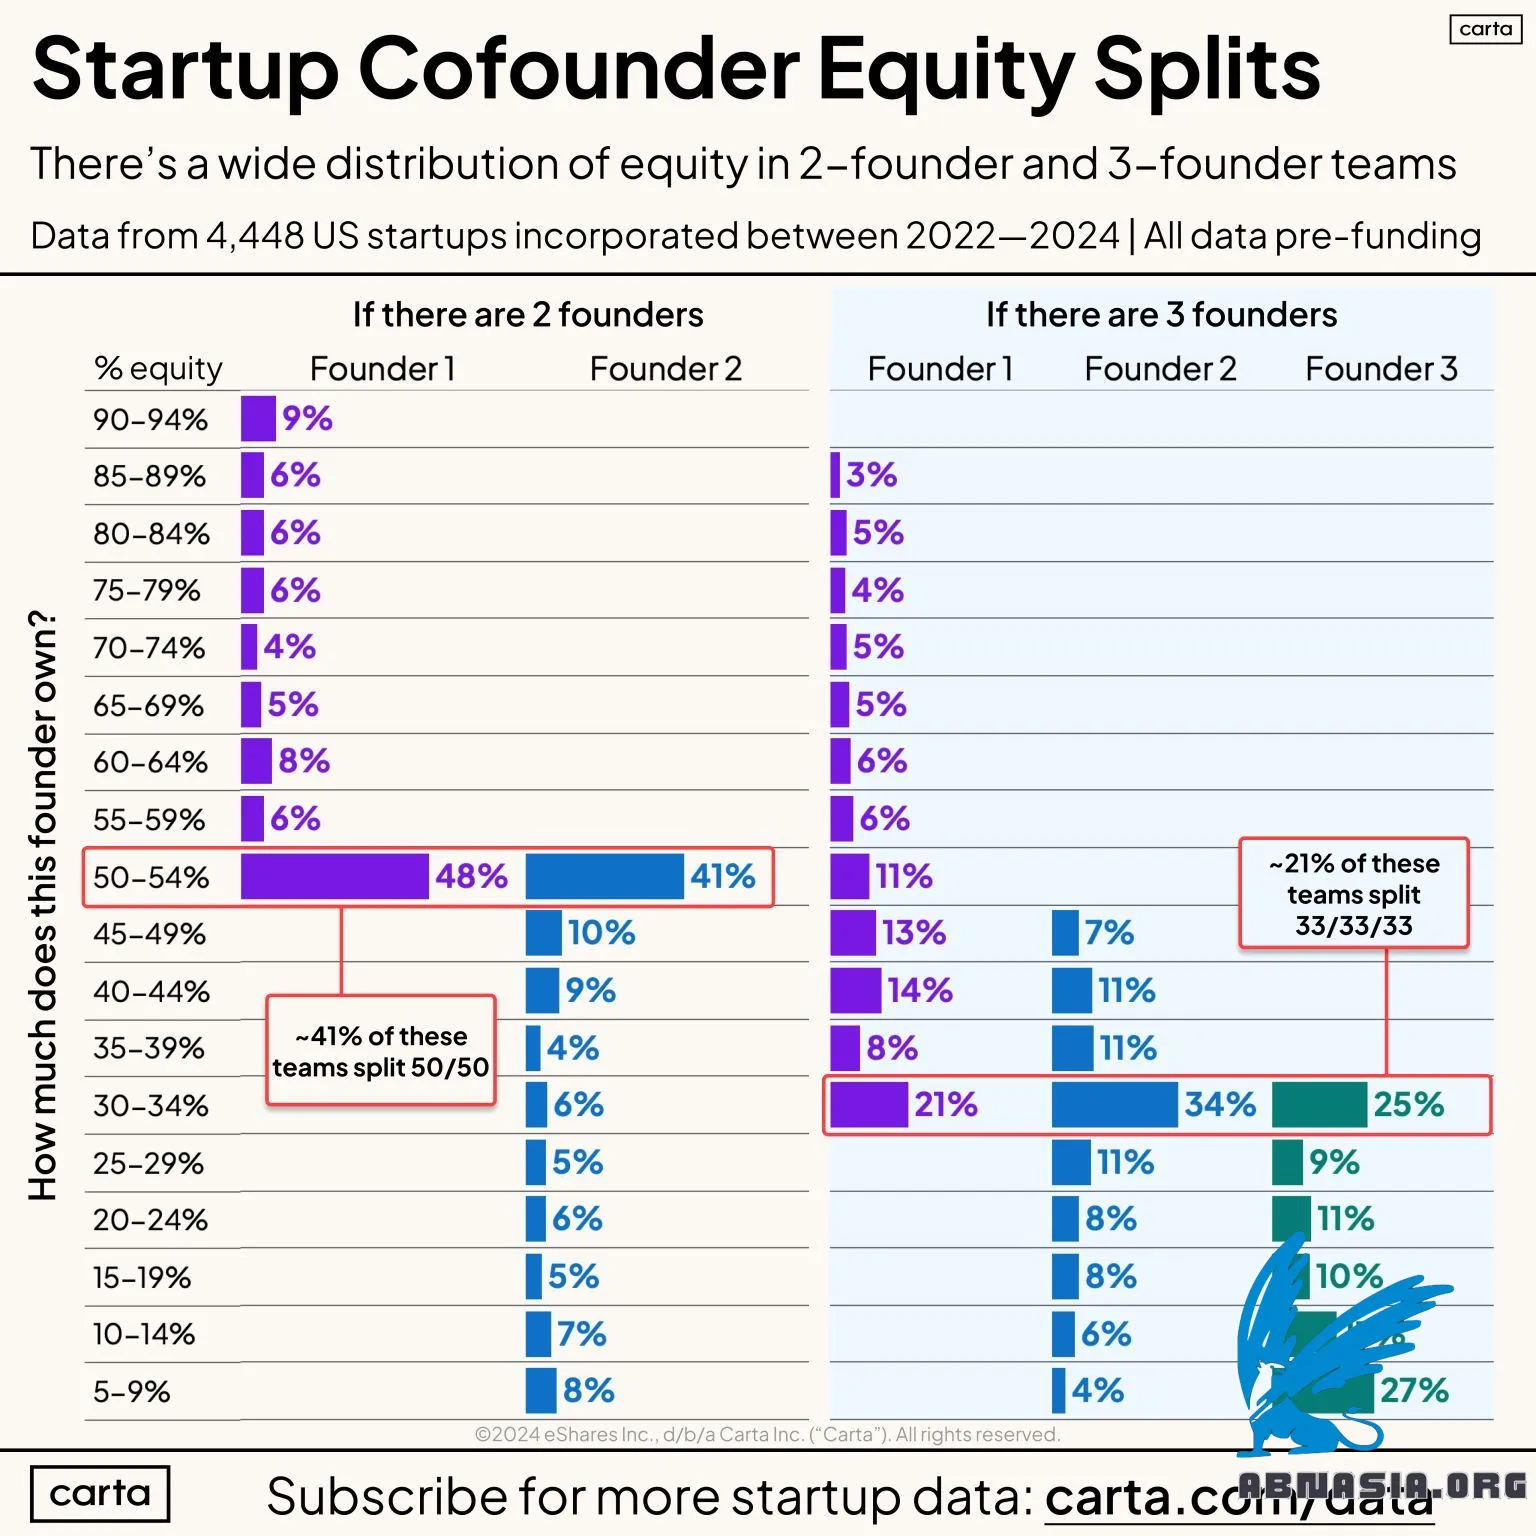 carta
Startup Cofounder Equity Splits
There's a wide distribution of equity in 2–founder and 3–founder teams
Data from 4,448 US startups incorporated between 2022—2024 | All data pre-funding
If there are 2 founders
If there are 3 founders
% equity Founder 1 Founder 2 Founder 1 Founder 2 Founder 3
How much does this founder own?
90–94% 9%
85–89% 6% 3%
80–84% 6% 5%
75–79% 6% 4%
70–74% 4% 5%
65–69% 5% 5%
60–64% 8% 6%
55–59% 6% 6%
50–54% 48% 41% 11%
~21% of these
teams split
33/33/33
45–49% 10% 13% 7%
40–44% 9% 14% 11%
~41% of these
teams split 50/50
35–39% 4% 8% 11%
30–34% 6% 21% 34% 25%
25–29% 5% 11% 9%
20–24% 6% 8% 11%
15–19% 5% 8% 10%
10–14% 7% 6%
5–9% 8% 4% 27%
©2024 eShares Inc., d/b/a Carta Inc. ("Carta"). All rights reserved.
carta
Subscribe for more startup data: carta.com/data
ABNASIA.ORG